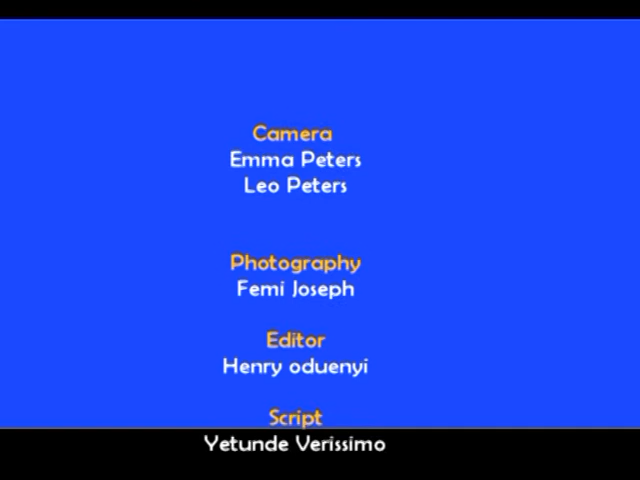 Camera
Emma Peters
Leo Peters
Photography
Femi Joseph
Editor
Henry oduenyi
Script
Yetunde Verissimo